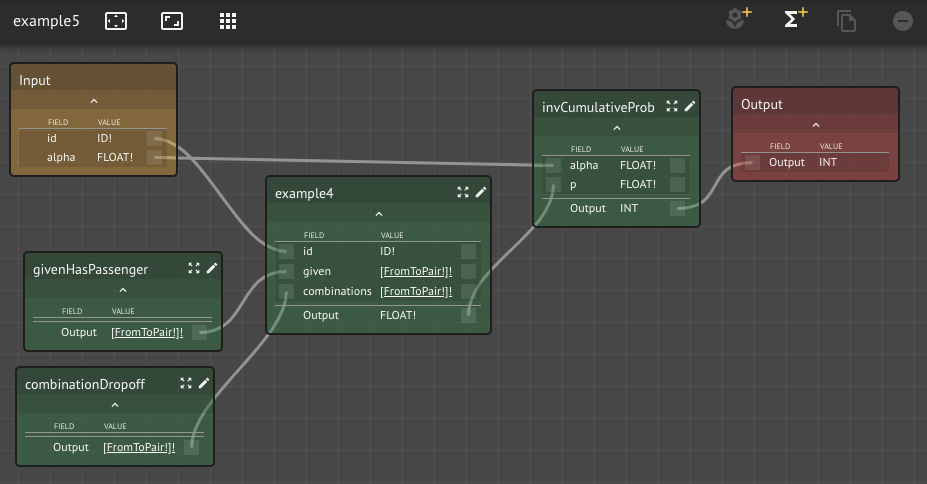 example5
Input
FIELD VALUE
id ID!
alpha FLOAT!
givenHasPassenger
FIELD VALUE
Output [FromToPair!]!
combinationDropoff
FIELD VALUE
Output [FromToPair!]!
example4
FIELD VALUE
id ID!
given [FromToPair!]!
combinations [FromToPair!]!
Output FLOAT!
invCumulativeProb
FIELD VALUE
alpha FLOAT!
p FLOAT!
Output INT
Output
FIELD VALUE
Output INT